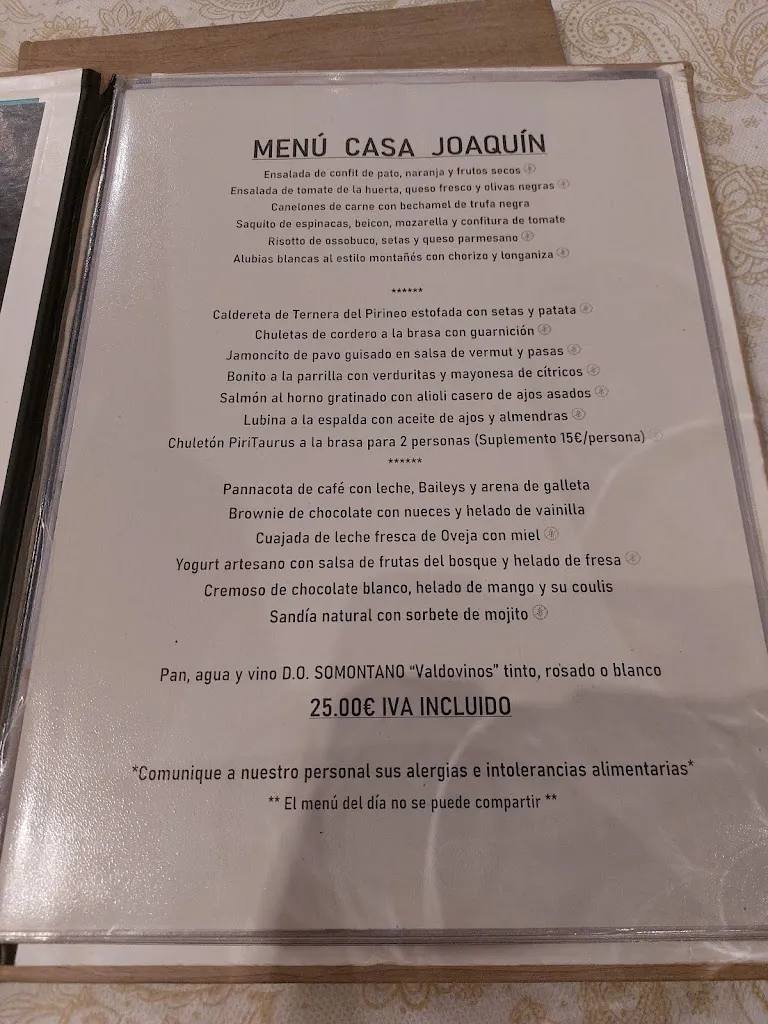 MENÚ CASA JOAQUÍN
Ensalada de confit de pato, naranja y frutos secos
Ensalada de tomate de la huerta, queso fresco y olivas negras
Canelones de carne con bechamel de trufa negra
Saquito de espinacas, beicon, mozarella y confitura de tomate
Risotto de ossobuco, setas y queso parmesano
Alubias blancas al estilo montañés con chorizo y longaniza
******
Caldereta de Ternera del Pirineo estofada con setas y patata
Chuletas de cordero a la brasa con guarnición
Jamoncito de pavo guisado en salsa de vermut y pasas
Bonito a la parrilla con verduritas y mayonesa de cítricos
Salmón al horno gratinado con alioli casero de ajos asados
Lubina a la espalda con aceite de ajos y almendras
Chuletón PiriTaurus a la brasa para 2 personas (Suplemento 15€/persona)
******
Pannacota de café con leche, Baileys y arena de galleta
Brownie de chocolate con nueces y helado de vainilla
Cuajada de leche fresca de Oveja con miel
Yogurt artesano con salsa de frutas del bosque y helado de fresa
Cremoso de chocolate blanco, helado de mango y su coulis
Sandía natural con sorbete de mojito
Pan, agua y vino D.O. SOMONTANO “Valdovinos” tinto, rosado o blanco
25.00€ IVA INCLUIDO
*Comunique a nuestro personal sus alergias e intolerancias alimentarias*
** El menú del día no se puede compartir **